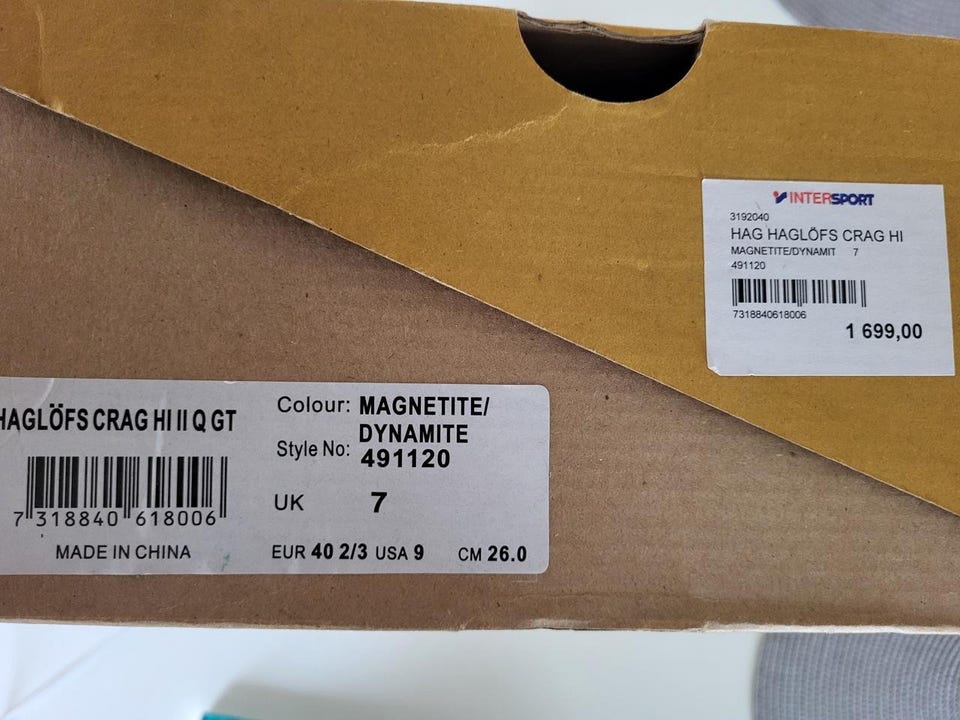 INTERSPORT
3192040
HAG HAGLÖFS CRAG HI
MAGNETITE/DYNAMIT 7
491120
7318840618006
1 699,00
HAGLÖFS CRAG HI II Q GT
7 318840 618006
MADE IN CHINA
Colour: MAGNETITE/
DYNAMITE
Style No: 491120
UK 7
EUR 40 2/3 USA 9 CM 26.0